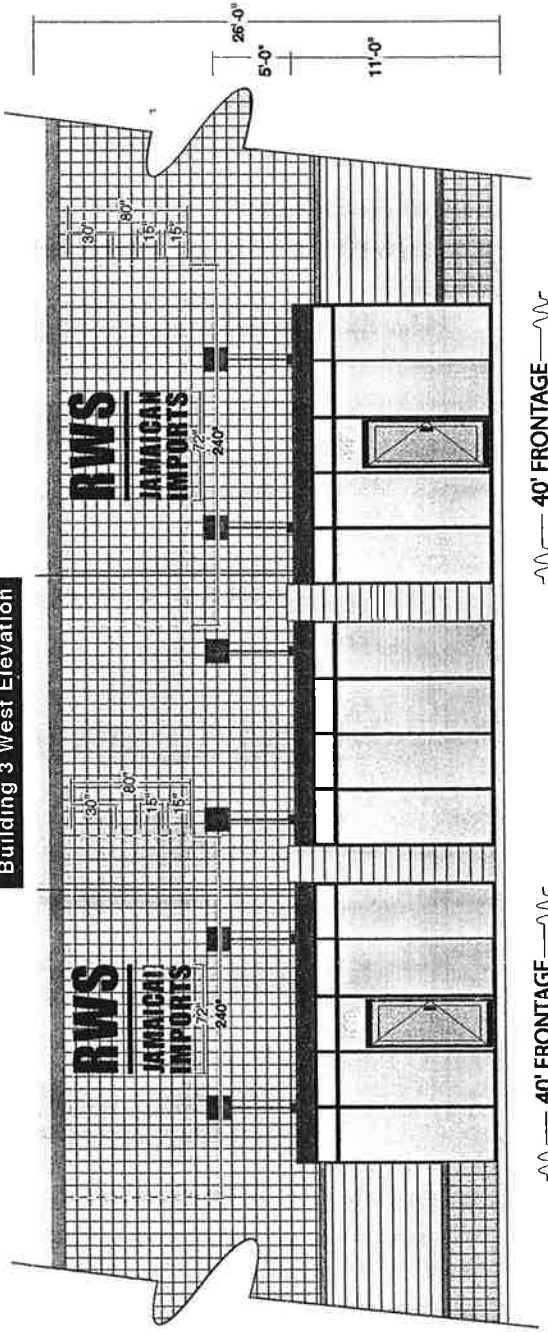 Building 3 West Elevation
RWS
JAMAICAN
IMPORTS
72"
240"
30"
80"
15"
15"
RWS
JAMAICAN
IMPORTS
72"
240"
30"
80"
15"
15"
26'-0"
5'-0"
11'-0"
40' FRONTAGE
40' FRONTAGE